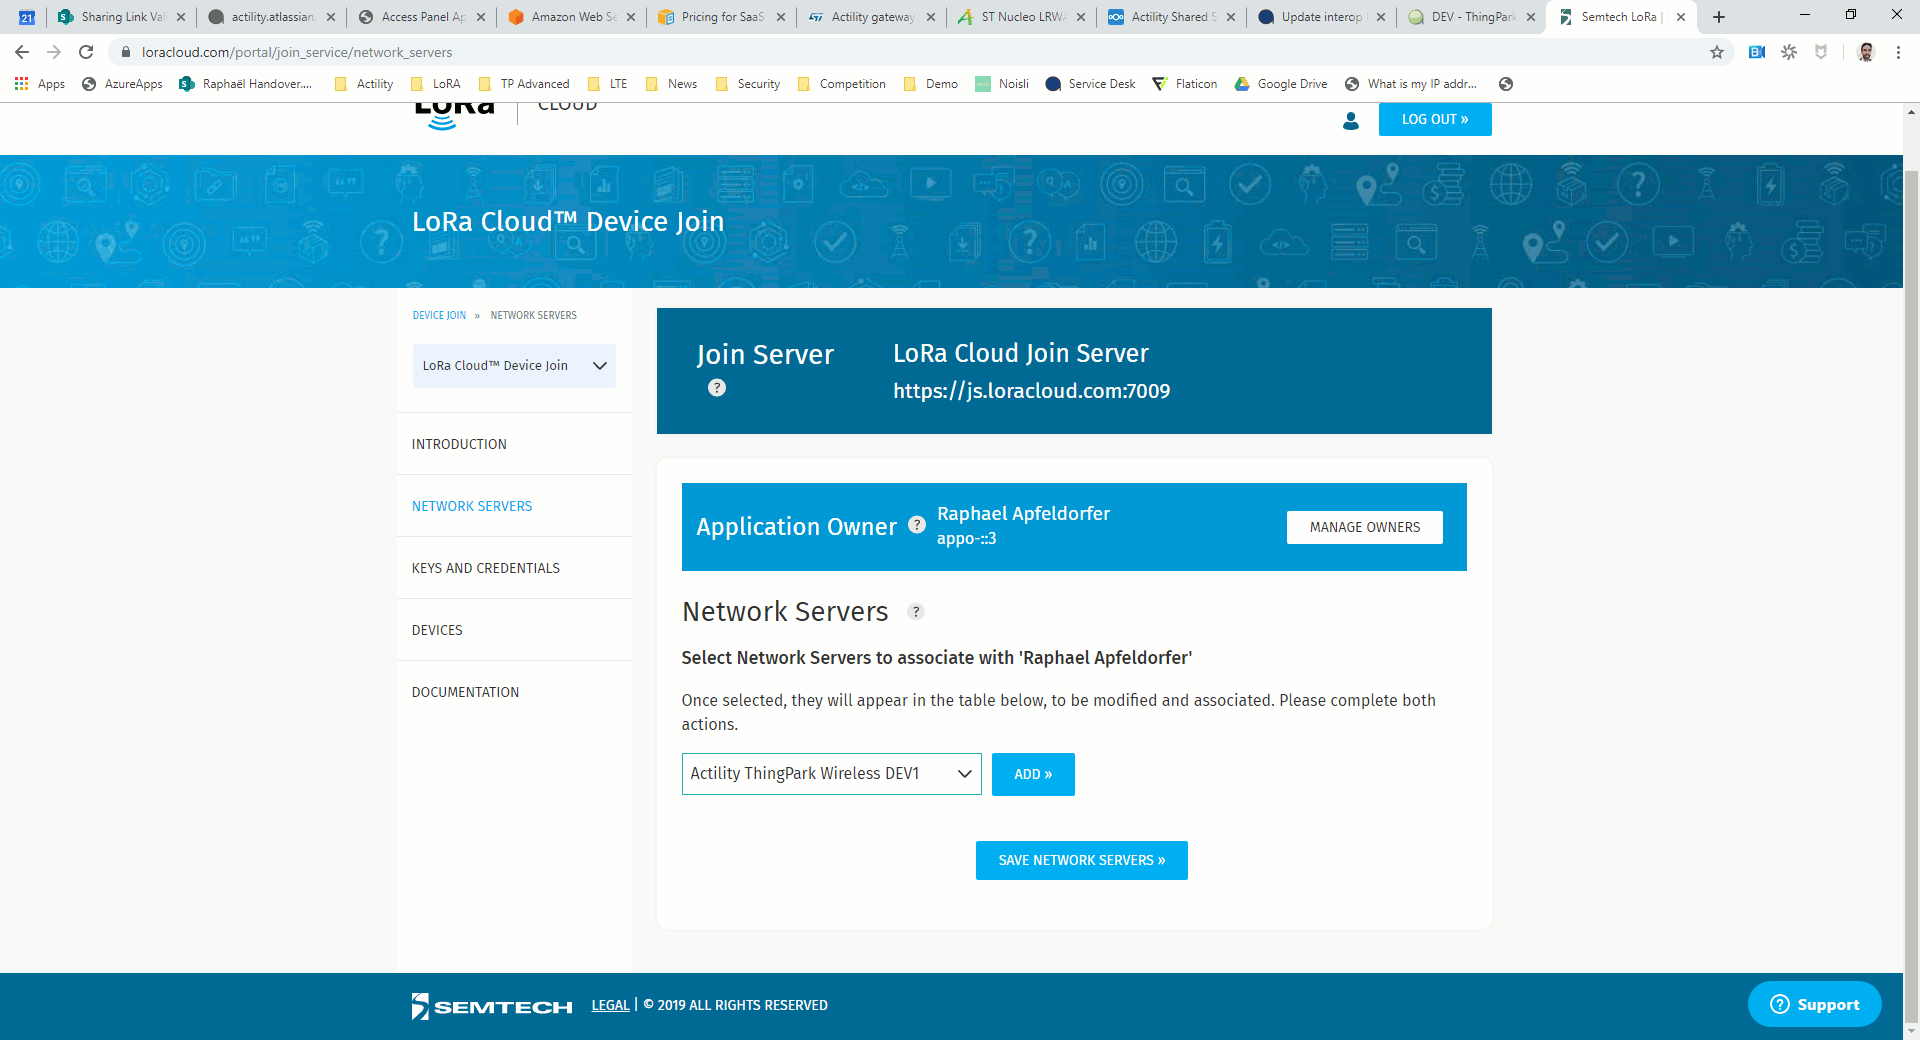 21
Sharing Link Val
actility.atlassian.
Access Panel Ap
Amazon Web Se
Pricing for SaaS
Actility gateway
ST Nucleo LRWA
Actility Shared S
Update interop
DEV - ThingPark
Semtech LoRa |
loracloud.com/portal/join_service/network_servers
Apps
AzureApps
Raphaël Handover....
Actility
LoRA
TP Advanced
LTE
News
Security
Competition
Demo
Noisli
Service Desk
Flaticon
Google Drive
What is my IP addr...
LoRa
CLOUD
LOG OUT »
LoRa Cloud™ Device Join
DEVICE JOIN » NETWORK SERVERS
LoRa Cloud™ Device Join
INTRODUCTION
NETWORK SERVERS
KEYS AND CREDENTIALS
DEVICES
DOCUMENTATION
Join Server
?
LoRa Cloud Join Server
https://js.loracloud.com:7009
Application Owner ?
Raphael Apfeldorfer
appo-::3
MANAGE OWNERS
Network Servers ?
Select Network Servers to associate with 'Raphael Apfeldorfer'
Once selected, they will appear in the table below, to be modified and associated. Please complete both
actions.
Actility ThingPark Wireless DEV1
ADD »
SAVE NETWORK SERVERS »
SEMTECH
LEGAL | © 2019 ALL RIGHTS RESERVED
? Support